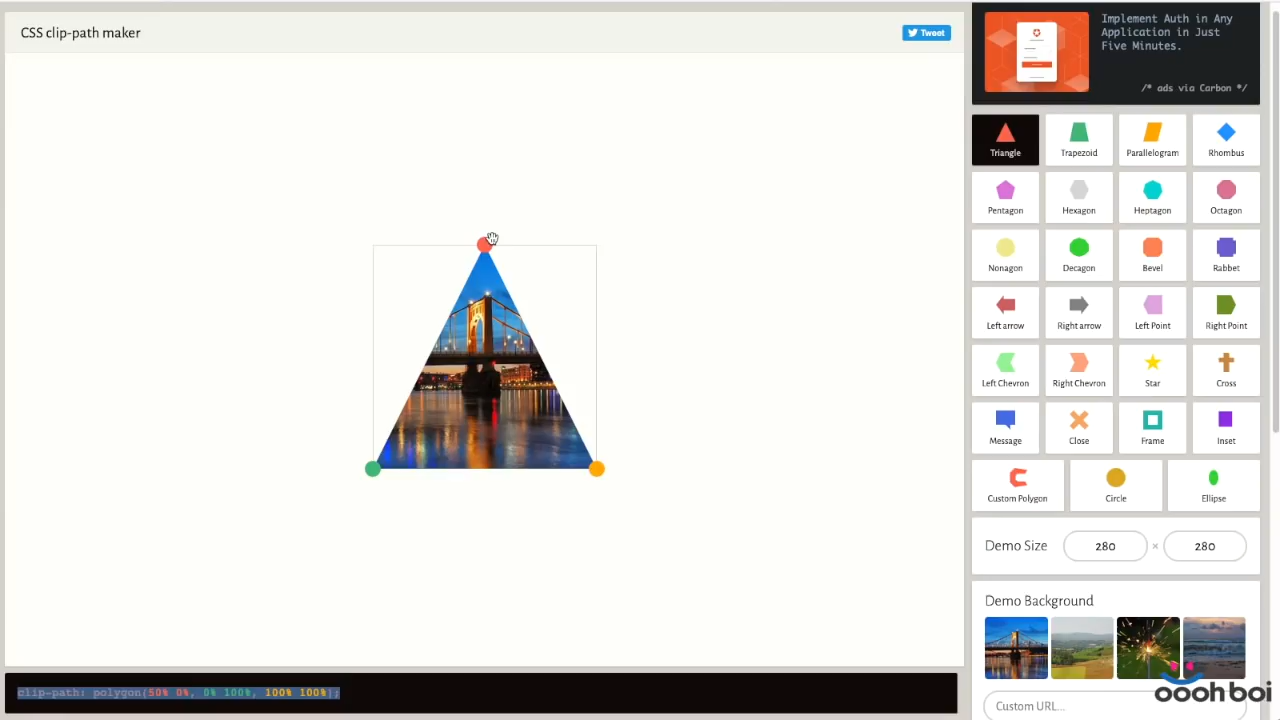 CSS clip-path maker
Tweet
Implement Auth in Any
Application in Just
Five Minutes.
/* ads via Carbon */
Triangle
Trapezoid
Parallelogram
Rhombus
Pentagon
Hexagon
Heptagon
Octagon
Nonagon
Decagon
Bevel
Rabbet
Left arrow
Right arrow
Left Point
Right Point
Left Chevron
Right Chevron
Star
Cross
Message
Close
Frame
Inset
Custom Polygon
Circle
Ellipse
Demo Size
280 × 280
Demo Background
Custom URL...
clip-path: polygon(50% 0%, 0% 100%, 100% 100%);
ooohboi